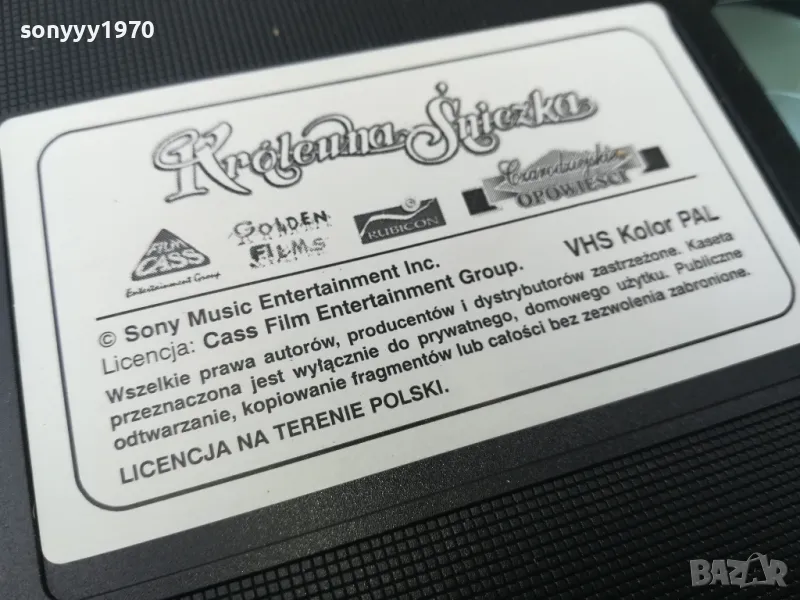 sonyyy1970
Królewna Śnieżka
FILM
CASS
Entertainment Group
GOLDEN
FILMS
RUBICON
Czarodziejskie
OPOWIEŚCI
VHS Kolor PAL
© Sony Music Entertainment Inc.
Licencja: Cass Film Entertainment Group.
Wszelkie prawa autorów, producentów i dystrybutorów zastrzeżone. Kaseta
przeznaczona jest wyłącznie do prywatnego, domowego użytku. Publiczne
odtwarzanie, kopiowanie fragmentów lub całości bez zezwolenia zabronione.
LICENCJA NA TERENIE POLSKI.
BAZAR